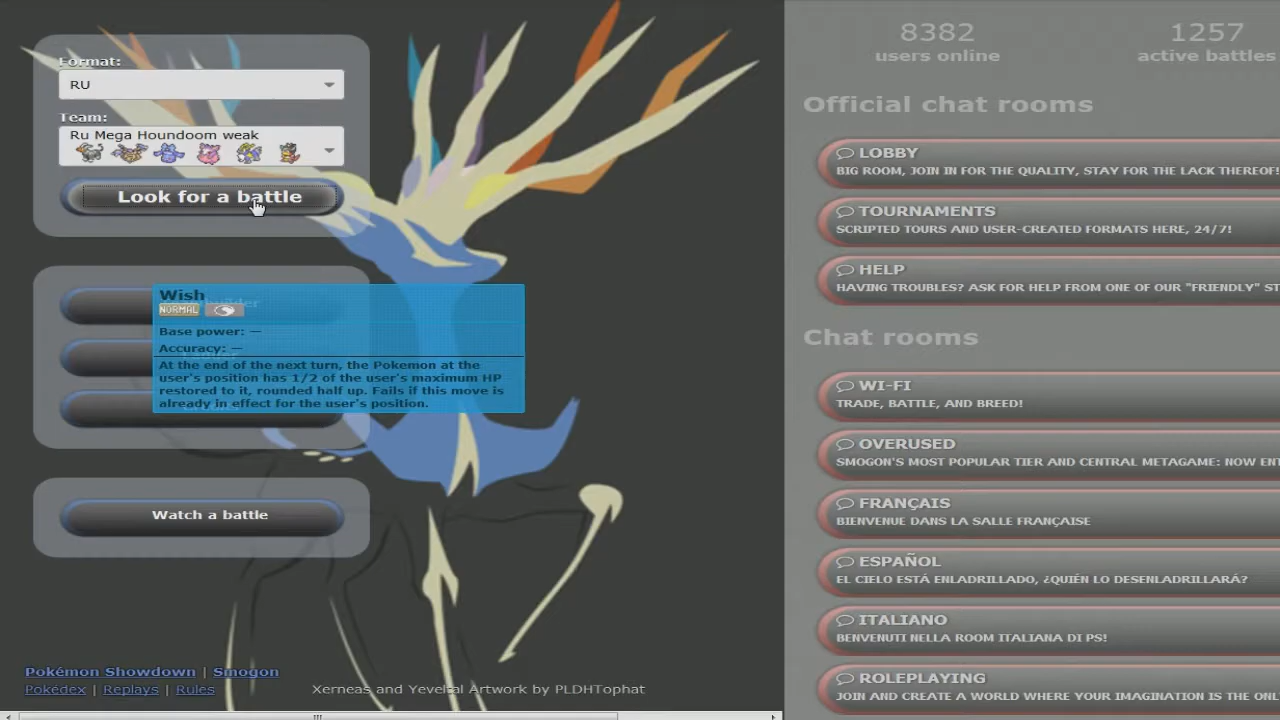 Format:
RU
Team:
Ru Mega Houndoom weak
Look for a battle
Wish
NORMAL
Base power: —
Accuracy: —
At the end of the next turn, the Pokemon at the
user's position has 1/2 of the user's maximum HP
restored to it, rounded half up. Fails if this move is
already in effect for the user's position.
Watch a battle
Pokémon Showdown | Smogon
Pokédex | Replays | Rules
Xerneas and Yeveltal Artwork by PLDHTophat
8382
users online
1257
active battles
Official chat rooms
LOBBY
BIG ROOM, JOIN IN FOR THE QUALITY, STAY FOR THE LACK THEREOF!
TOURNAMENTS
SCRIPTED TOURS AND USER-CREATED FORMATS HERE, 24/7!
HELP
HAVING TROUBLES? ASK FOR HELP FROM ONE OF OUR "FRIENDLY" ST
Chat rooms
WI-FI
TRADE, BATTLE, AND BREED!
OVERUSED
SMOGON'S MOST POPULAR TIER AND CENTRAL METAGAME: NOW ENT
FRANÇAIS
BIENVENUE DANS LA SALLE FRANÇAISE
ESPAÑOL
EL CIELO ESTÁ ENLADRILLADO, ¿QUIÉN LO DESENLADRILLARÁ?
ITALIANO
BENVENUTI NELLA ROOM ITALIANA DI PS!
ROLEPLAYING
JOIN AND CREATE A WORLD WHERE YOUR IMAGINATION IS THE ONL